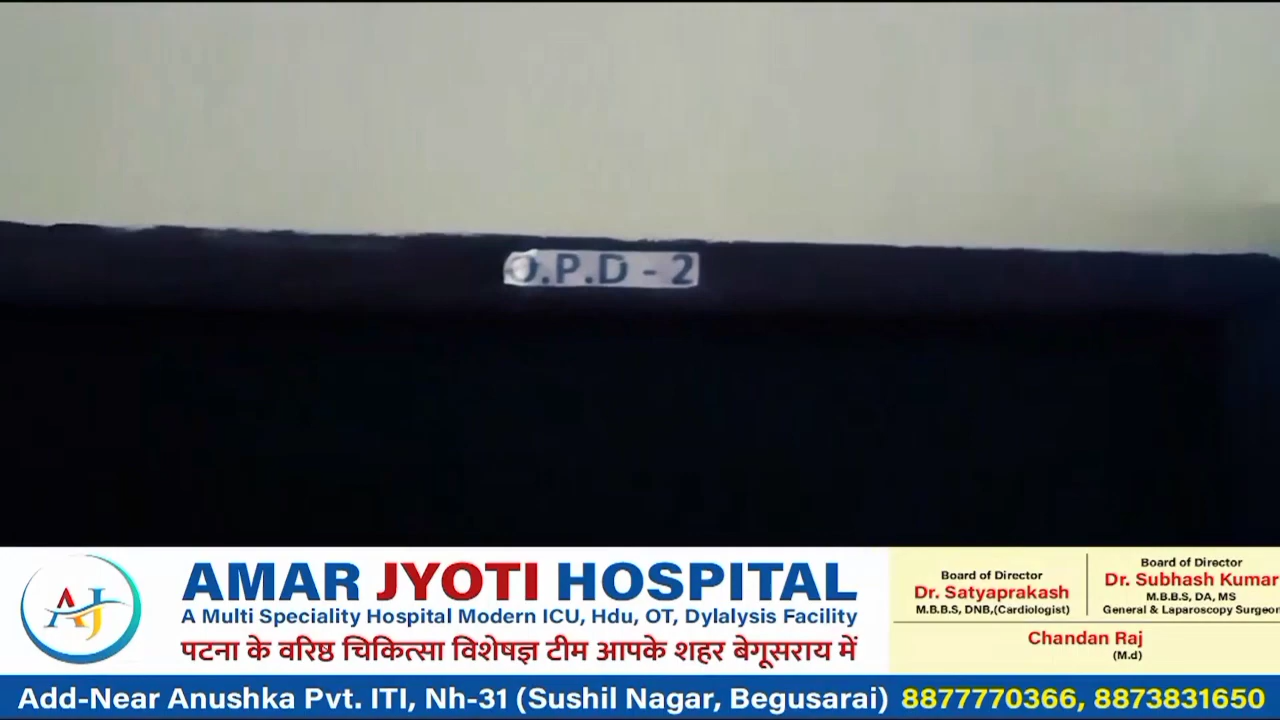 O.P.D - 2
AJ
AMAR JYOTI HOSPITAL
A Multi Speciality Hospital Modern ICU, Hdu, OT, Dylalysis Facility
पटना के वरिष्ठ चिकित्सा विशेषज्ञ टीम आपके शहर बेगूसराय में
Board of Director
Dr. Satyaprakash
M.B.B.S, DNB,(Cardiologist)
Board of Director
Dr. Subhash Kumar
M.B.B.S, DA, MS
General & Laparoscopy Surgeon
Chandan Raj
(M.d)
Add-Near Anushka Pvt. ITI, Nh-31 (Sushil Nagar, Begusarai) 8877770366, 8873831650